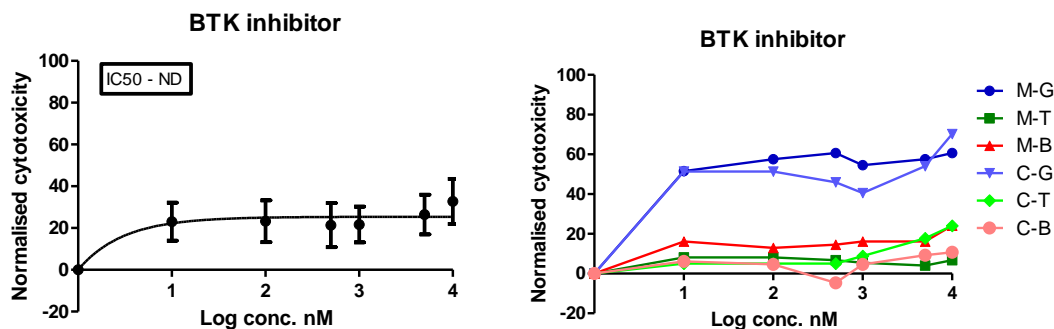 BTK inhibitor
Normalised cytotoxicity
100
80
60
40
20
0
-20
IC50 - ND
1
2
3
4
Log conc. nM
BTK inhibitor
Normalised cytotoxicity
100
80
60
40
20
0
-20
1
2
3
4
Log conc. nM
M-G
M-T
M-B
C-G
C-T
C-B